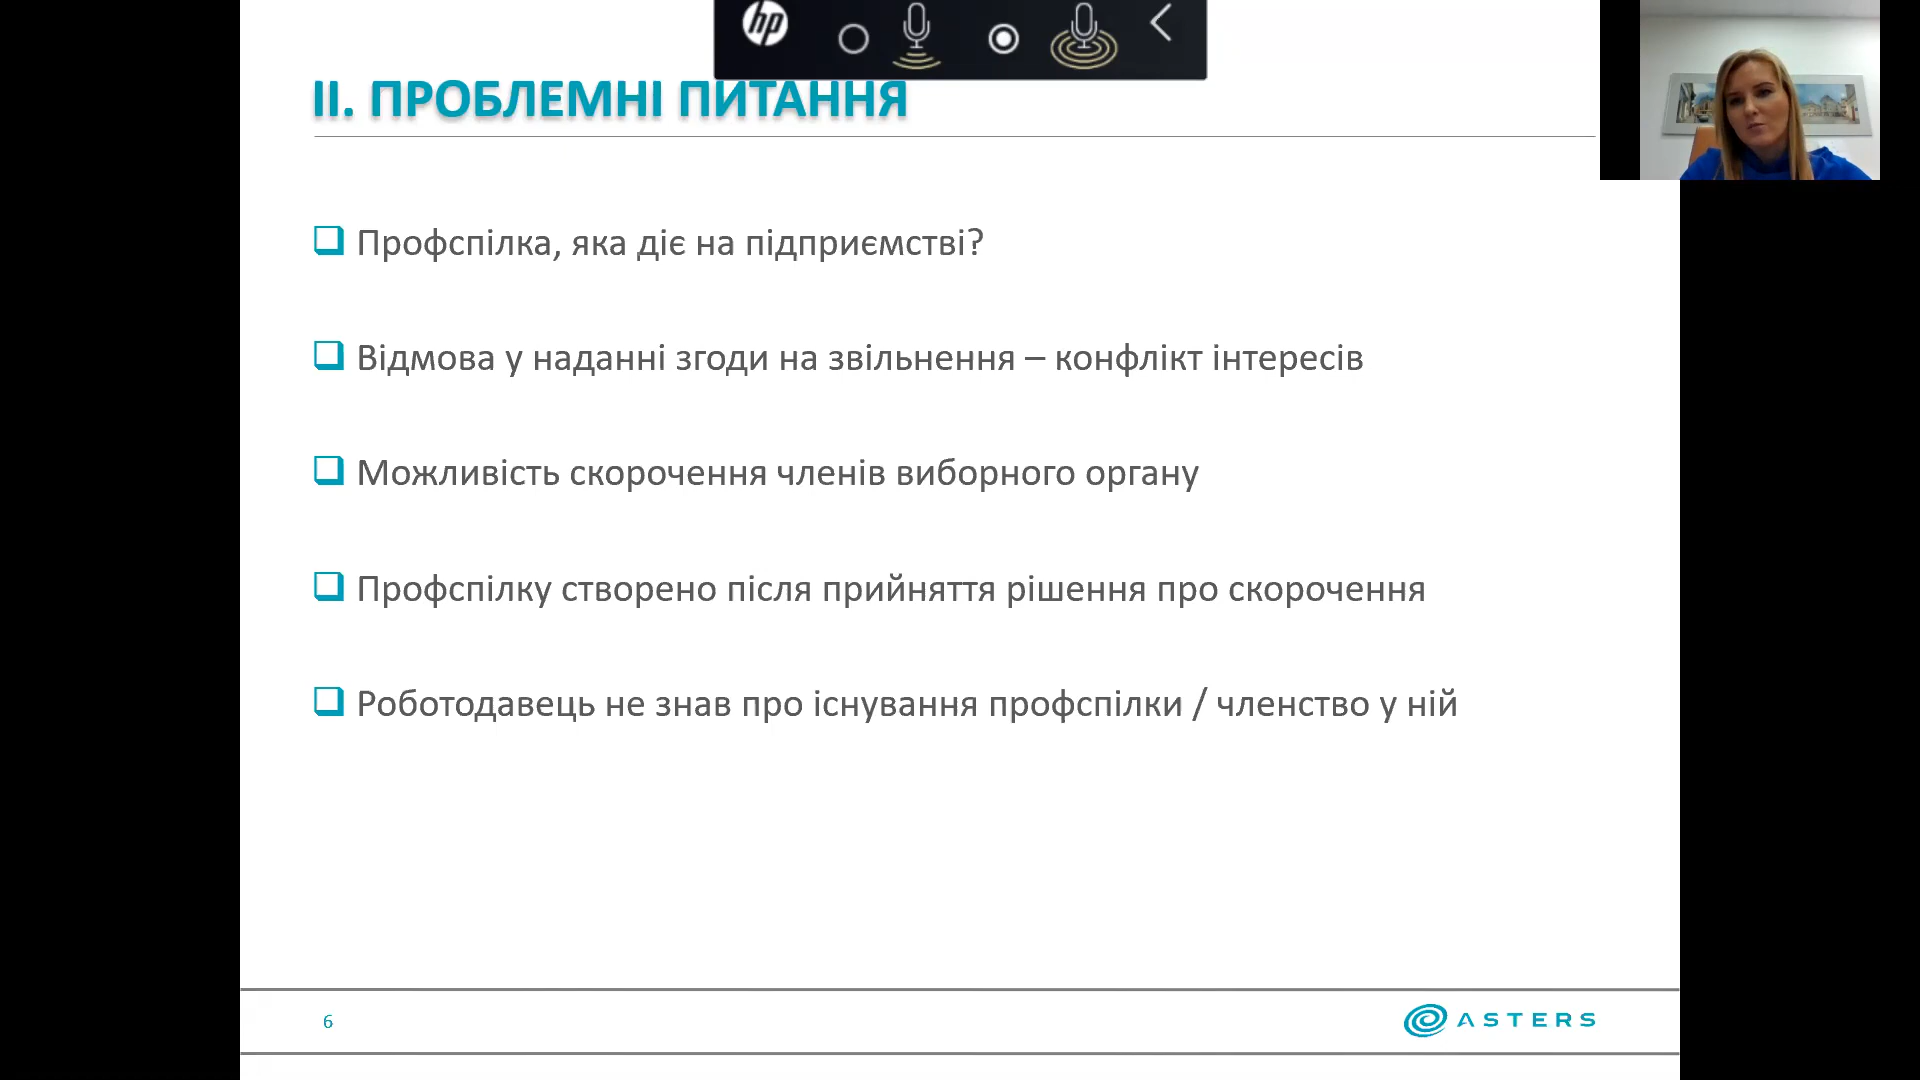 hp
II. ПРОБЛЕМНІ ПИТАННЯ
Профспілка, яка діє на підприємстві?
Відмова у наданні згоди на звільнення – конфлікт інтересів
Можливість скорочення членів виборного органу
Профспілку створено після прийняття рішення про скорочення
Роботодавець не знав про існування профспілки / членство у ній
6
ASTERS